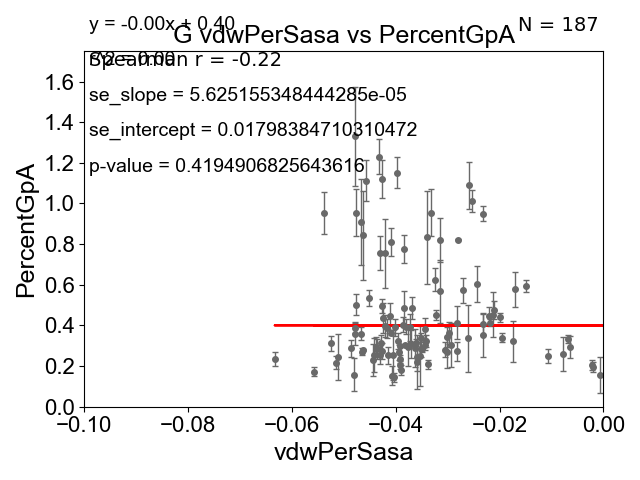 y = -0.00x + 0.40
N = 187
G vdwPerSasa vs PercentGpA
Spearman r = -0.22
se_slope = 5.625155348444285e-05
se_intercept = 0.01798384710310472
p-value = 0.4194906825643616
PercentGpA
1.6
1.4
1.2
1.0
0.8
0.6
0.4
0.2
0.0
−0.10
−0.08
−0.06
−0.04
−0.02
0.00
vdwPerSasa